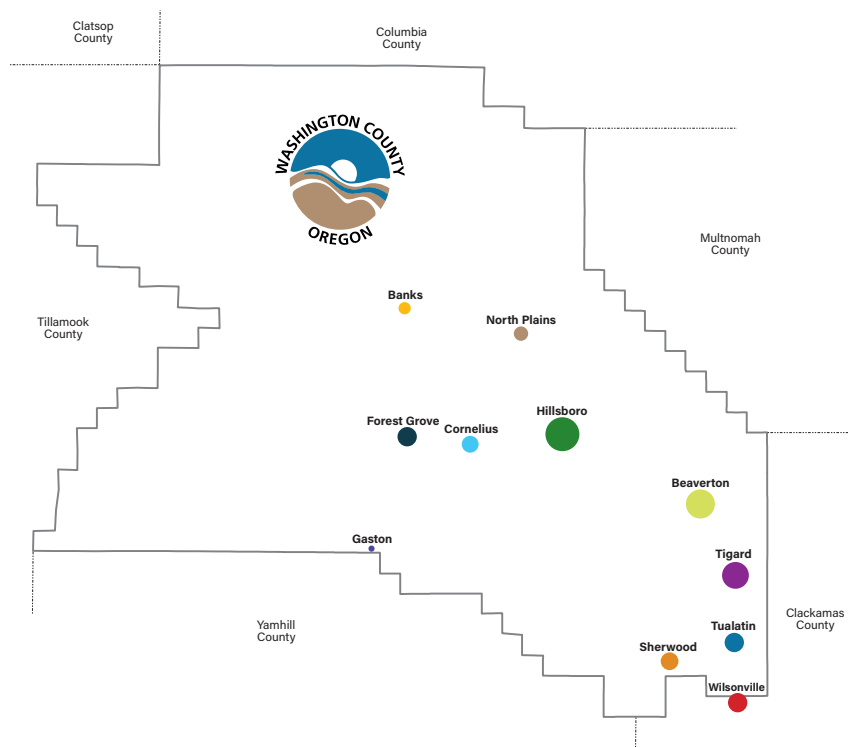 Clatsop
County
Columbia
County
WASHINGTON COUNTY
OREGON
Multnomah
County
Banks
North Plains
Tillamook
County
Hillsboro
Forest Grove
Cornelius
Beaverton
Gaston
Tigard
Clackamas
County
Yamhill
County
Tualatin
Sherwood
Wilsonville